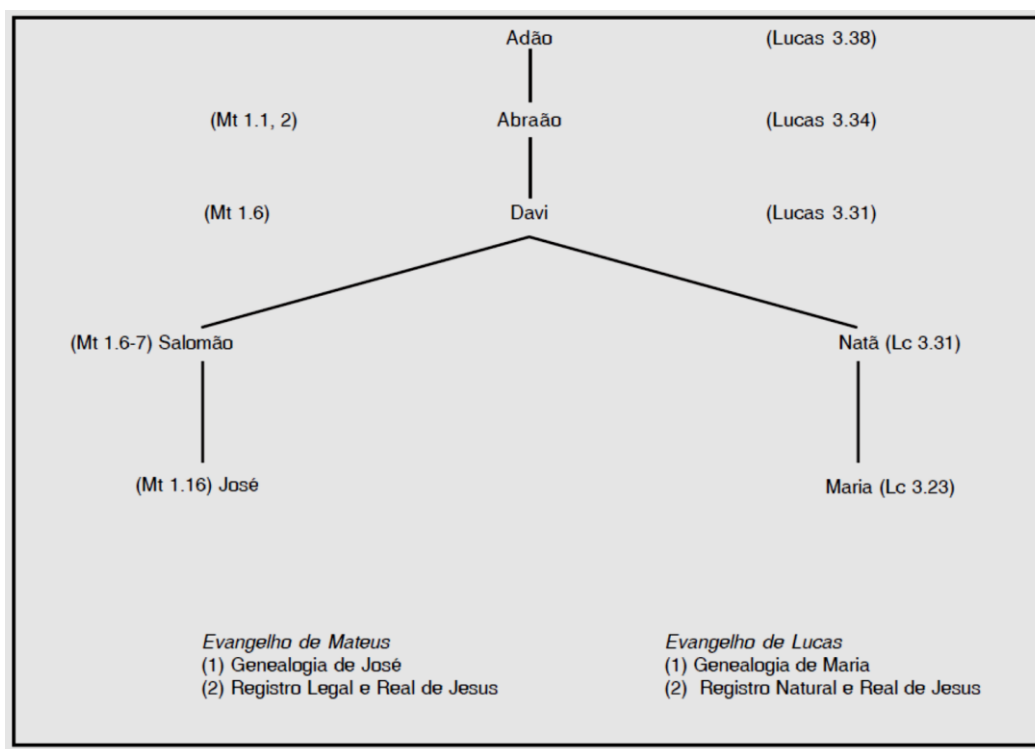 Adão (Lucas 3.38)
(Mt 1.1, 2) Abraão (Lucas 3.34)
(Mt 1.6) Davi (Lucas 3.31)
(Mt 1.6-7) Salomão Natã (Lc 3.31)
(Mt 1.16) José Maria (Lc 3.23)
Evangelho de Mateus
(1) Genealogia de José
(2) Registro Legal e Real de Jesus
Evangelho de Lucas
(1) Genealogia de Maria
(2) Registro Natural e Real de Jesus